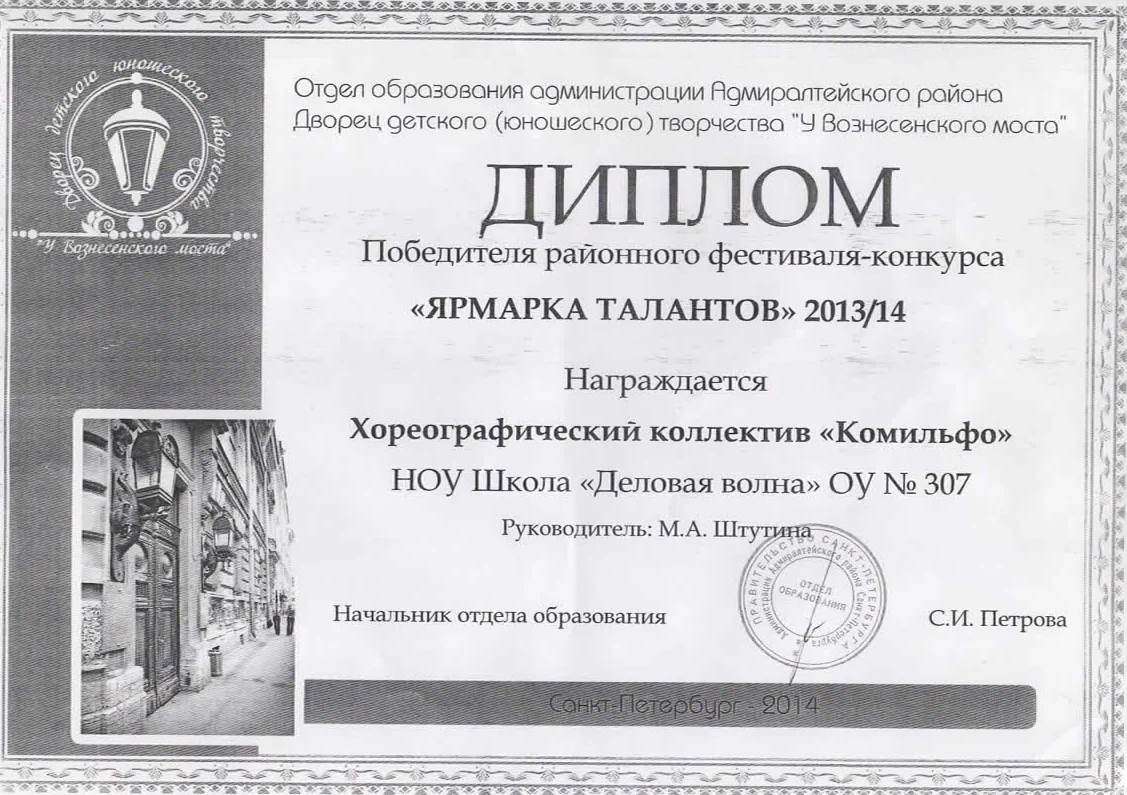 Дворец детского юношеского творчества
"У Вознесенского моста"
Отдел образования администрации Адмиралтейского района
Дворец детского (юношеского) творчества "У Вознесенского моста"
ДИПЛОМ
Победителя районного фестиваля-конкурса
«ЯРМАРКА ТАЛАНТОВ» 2013/14
Награждается
Хореографический коллектив «Комильфо»
НОУ Школа «Деловая волна» ОУ № 307
Руководитель: М.А. Штутина
ПРАВИТЕЛЬСТВО САНКТ-ПЕТЕРБУРГА
Администрация Адмиралтейского района Санкт-Петербурга
ОТДЕЛ
ОБРАЗОВАНИЯ
Начальник отдела образования
С.И. Петрова
Санкт-Петербург - 2014